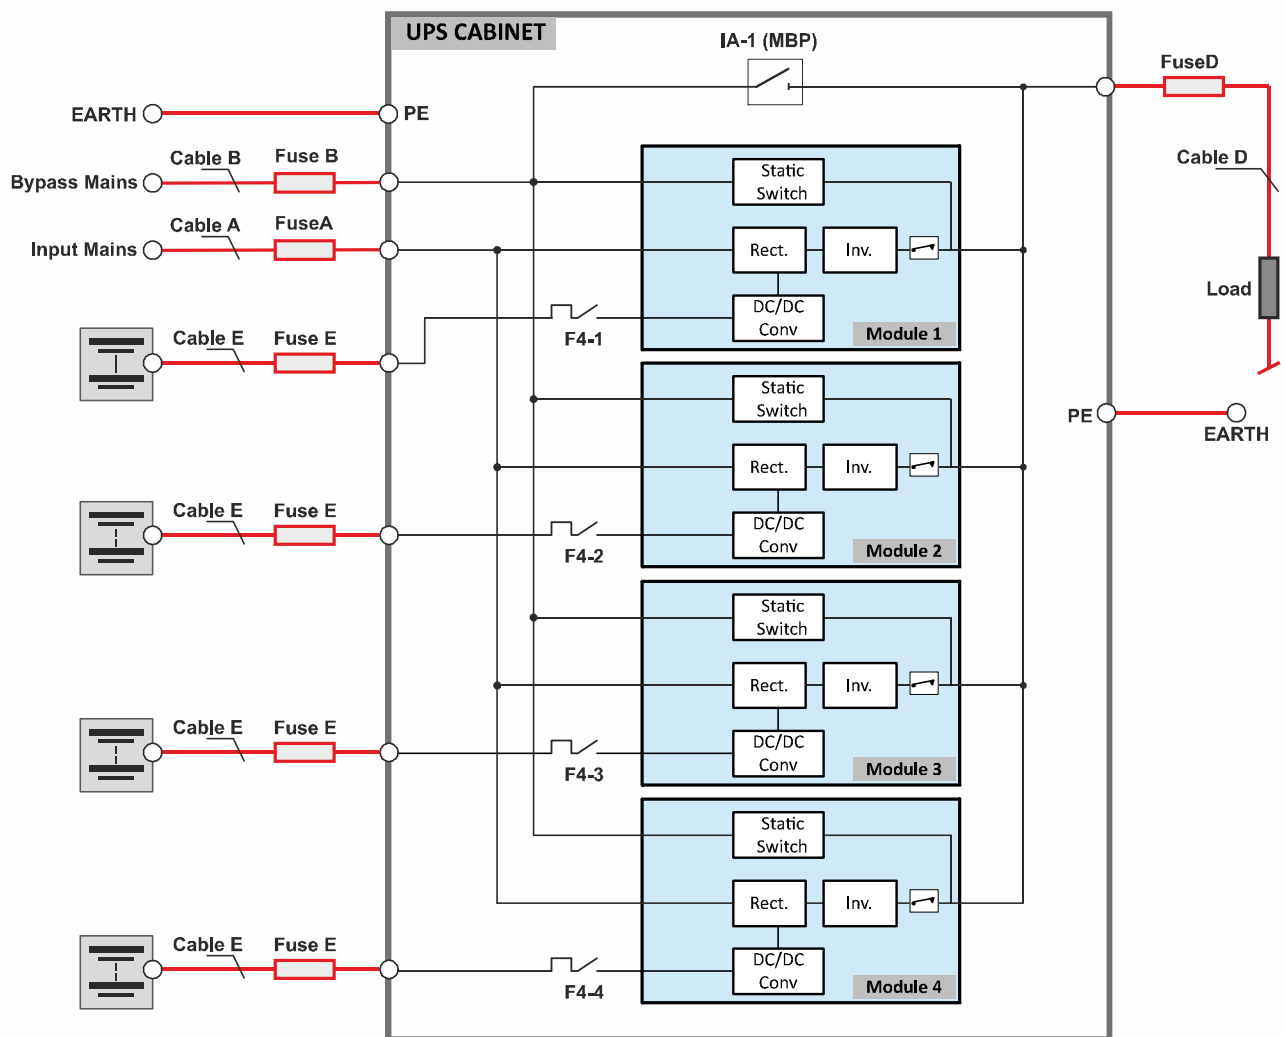 UPS CABINET
IA-1 (MBP)
FuseD
EARTH
PE
Cable B
Fuse B
Bypass Mains
Cable A
FuseA
Input Mains
Cable D
Load
Static
Switch
Rect.
Inv.
DC/DC
Conv
Module 1
F4-1
Cable E
Fuse E
Static
Switch
Rect.
Inv.
DC/DC
Conv
Module 2
PE
EARTH
F4-2
Cable E
Fuse E
Static
Switch
Rect.
Inv.
DC/DC
Conv
Module 3
F4-3
Cable E
Fuse E
Static
Switch
Rect.
Inv.
DC/DC
Conv
Module 4
F4-4
Cable E
Fuse E